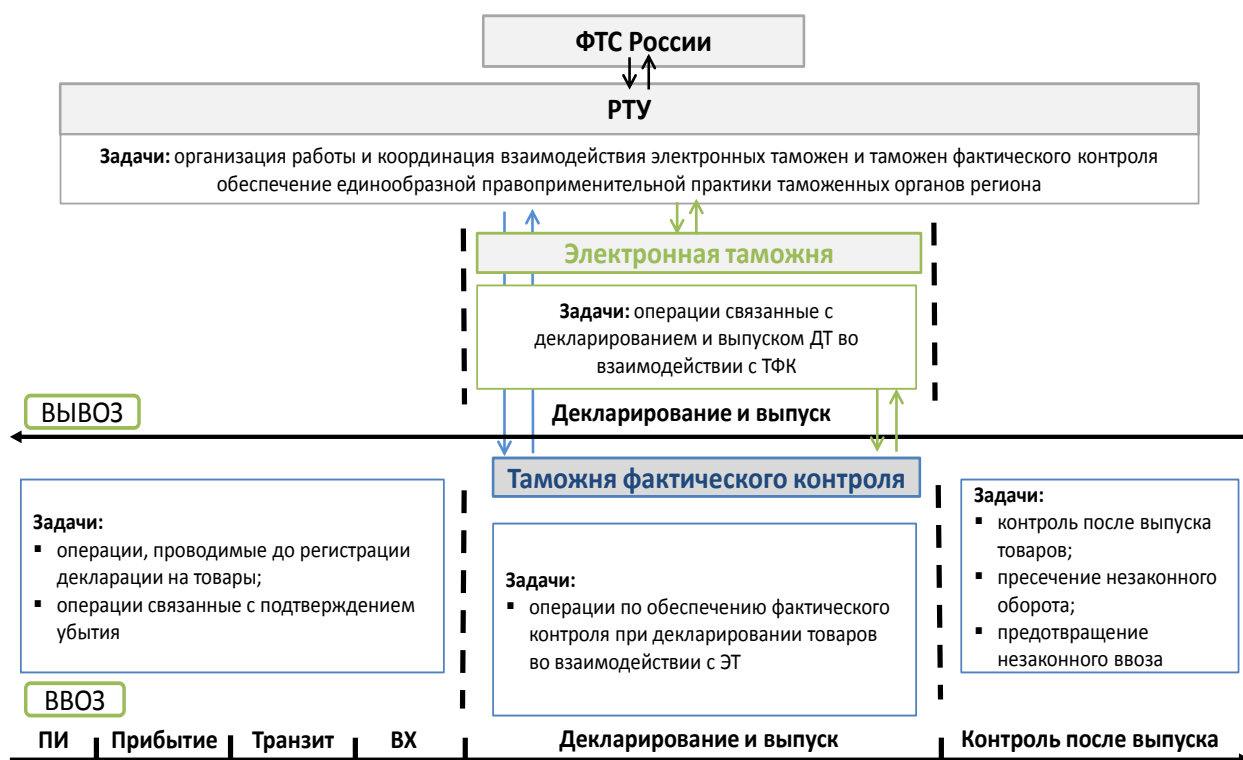 ФТС России
РТУ
Задачи: организация работы и координация взаимодействия электронных таможен и таможен фактического контроля
обеспечение единообразной правоприменительной практики таможенных органов региона
Электронная таможня
Задачи: операции связанные с
декларированием и выпуском ДТ во
взаимодействии с ТФК
ВЫВОЗ
Декларирование и выпуск
Таможня фактического контроля
Задачи:
▪ операции, проводимые до регистрации
декларации на товары;
▪ операции связанные с подтверждением
убытия
Задачи:
▪ операции по обеспечению фактического
контроля при декларировании товаров
во взаимодействии с ЭТ
Задачи:
▪ контроль после выпуска
товаров;
▪ пресечение незаконного
оборота;
▪ предотвращение
незаконного ввоза
ВВОЗ
ПИ
Прибытие
Транзит
ВХ
Декларирование и выпуск
Контроль после выпуска